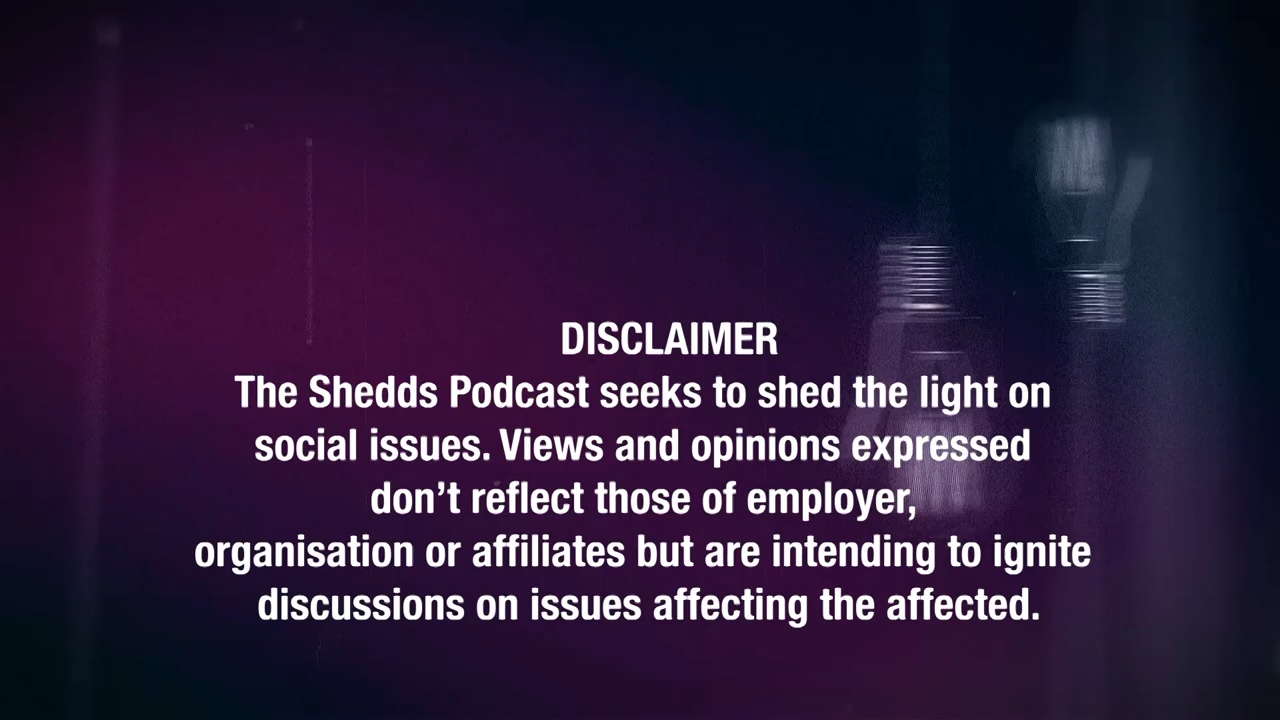 DISCLAIMER
The Shedds Podcast seeks to shed the light on
social issues. Views and opinions expressed
don’t reflect those of employer,
organisation or affiliates but are intending to ignite
discussions on issues affecting the affected.